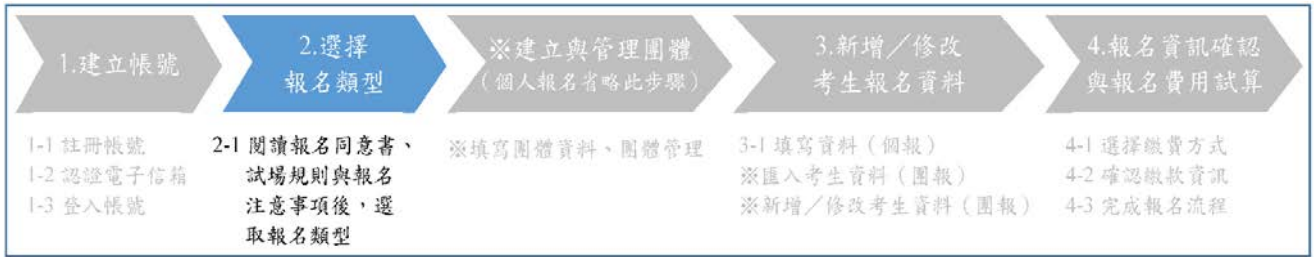 1.建立帳號
2.選擇
報名類型
※建立與管理團體
（個人報名省略此步驟）
3.新增／修改
考生報名資料
4.報名資訊確認
與報名費用試算
1-1 註冊帳號
1-2 認證電子信箱
1-3 登入帳號
2-1 閱讀報名同意書、
試場規則與報名
注意事項後，選
取報名類型
※填寫團體資料、團體管理
3-1 填寫資料（個報）
※匯入考生資料（團報）
※新增／修改考生資料（團報）
4-1 選擇繳費方式
4-2 確認繳款資訊
4-3 完成報名流程